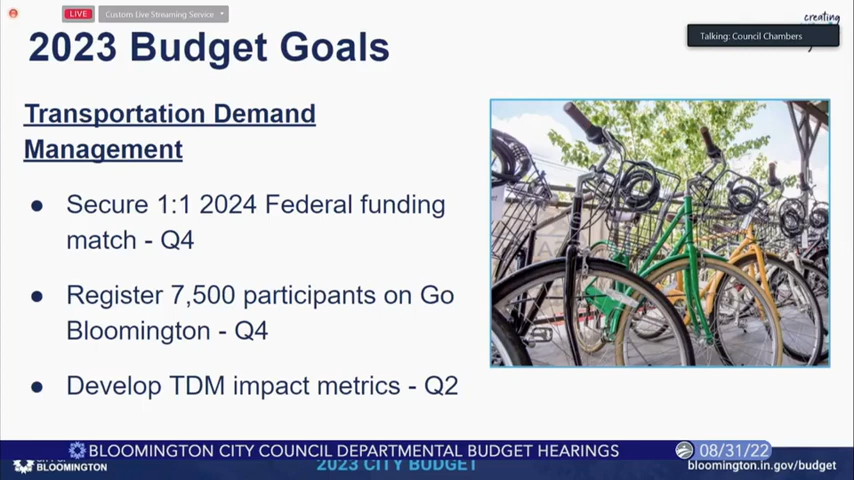 LIVE
Custom Live Streaming Service
creating
Talking: Council Chambers
2023 Budget Goals
Transportation Demand
Management
● Secure 1:1 2024 Federal funding
match - Q4
● Register 7,500 participants on Go
Bloomington - Q4
● Develop TDM impact metrics - Q2
BLOOMINGTON CITY COUNCIL DEPARTMENTAL BUDGET HEARINGS
08/31/22
BLOOMINGTON
2023 CITY BUDGET
bloomington.in.gov/budget